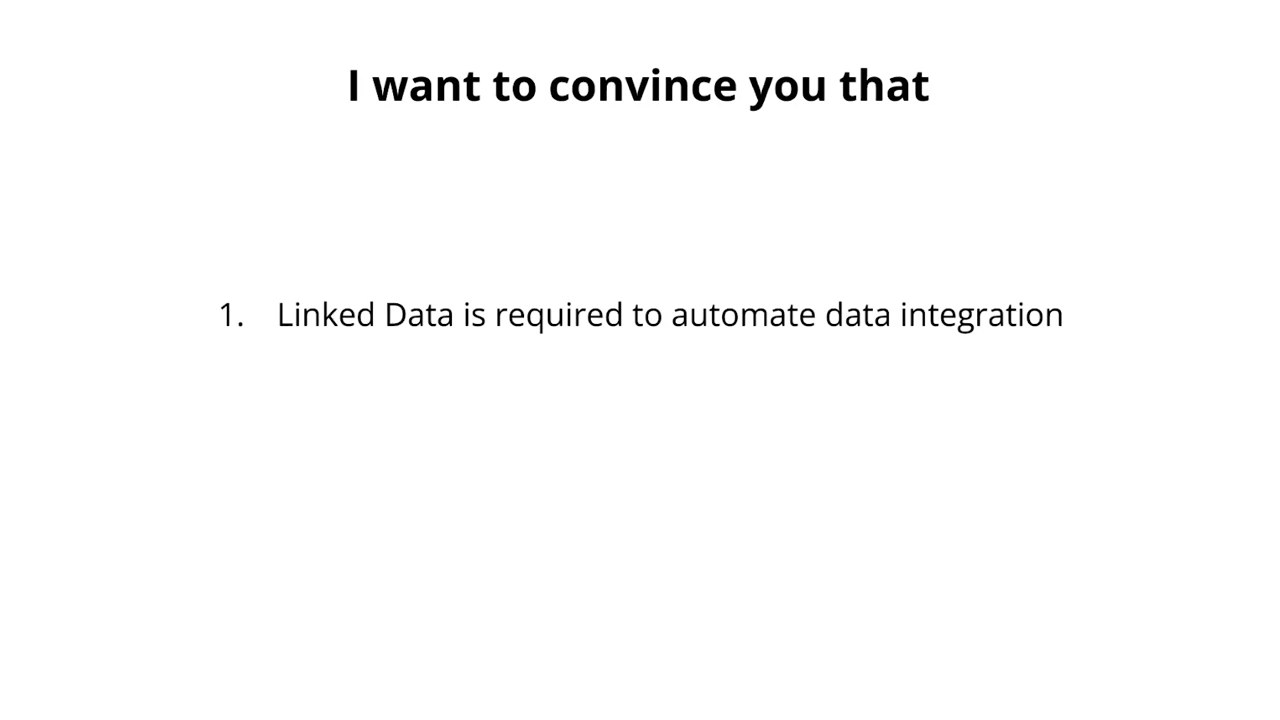 I want to convince you that
1. Linked Data is required to automate data integration